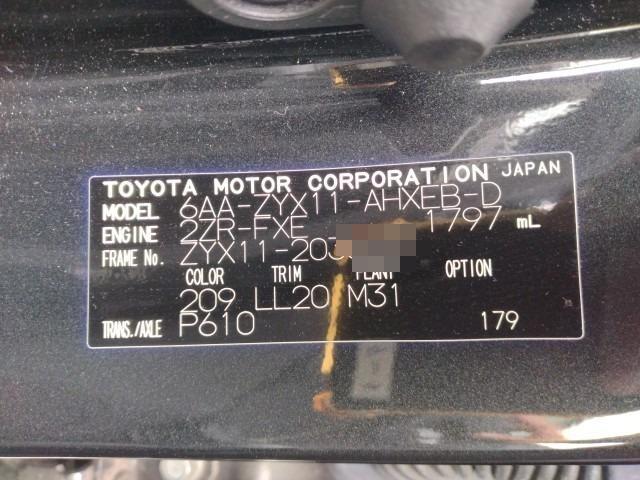 TOYOTA MOTOR CORPORATION JAPAN
MODEL 6AA-ZYX11-AHXEB-D
ENGINE 2ZR-FXE 1797 mL
FRAME No. ZYX11-203
COLOR TRIM PLANT OPTION
209 LL20 M31
TRANS./AXLE P610 179